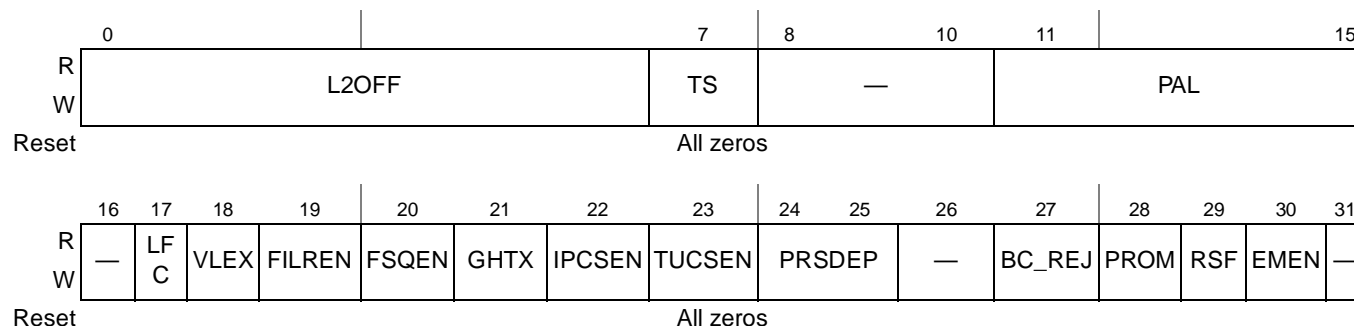 0 7 8 10 11 15
R
W
L2OFF TS — PAL
Reset All zeros
16 17 18 19 20 21 22 23 24 25 26 27 28 29 30 31
R
W
— LF
C VLEX FILREN FSQEN GHTX IPCSEN TUCSEN PRSDEP — BC_REJ PROM RSF EMEN —
Reset All zeros